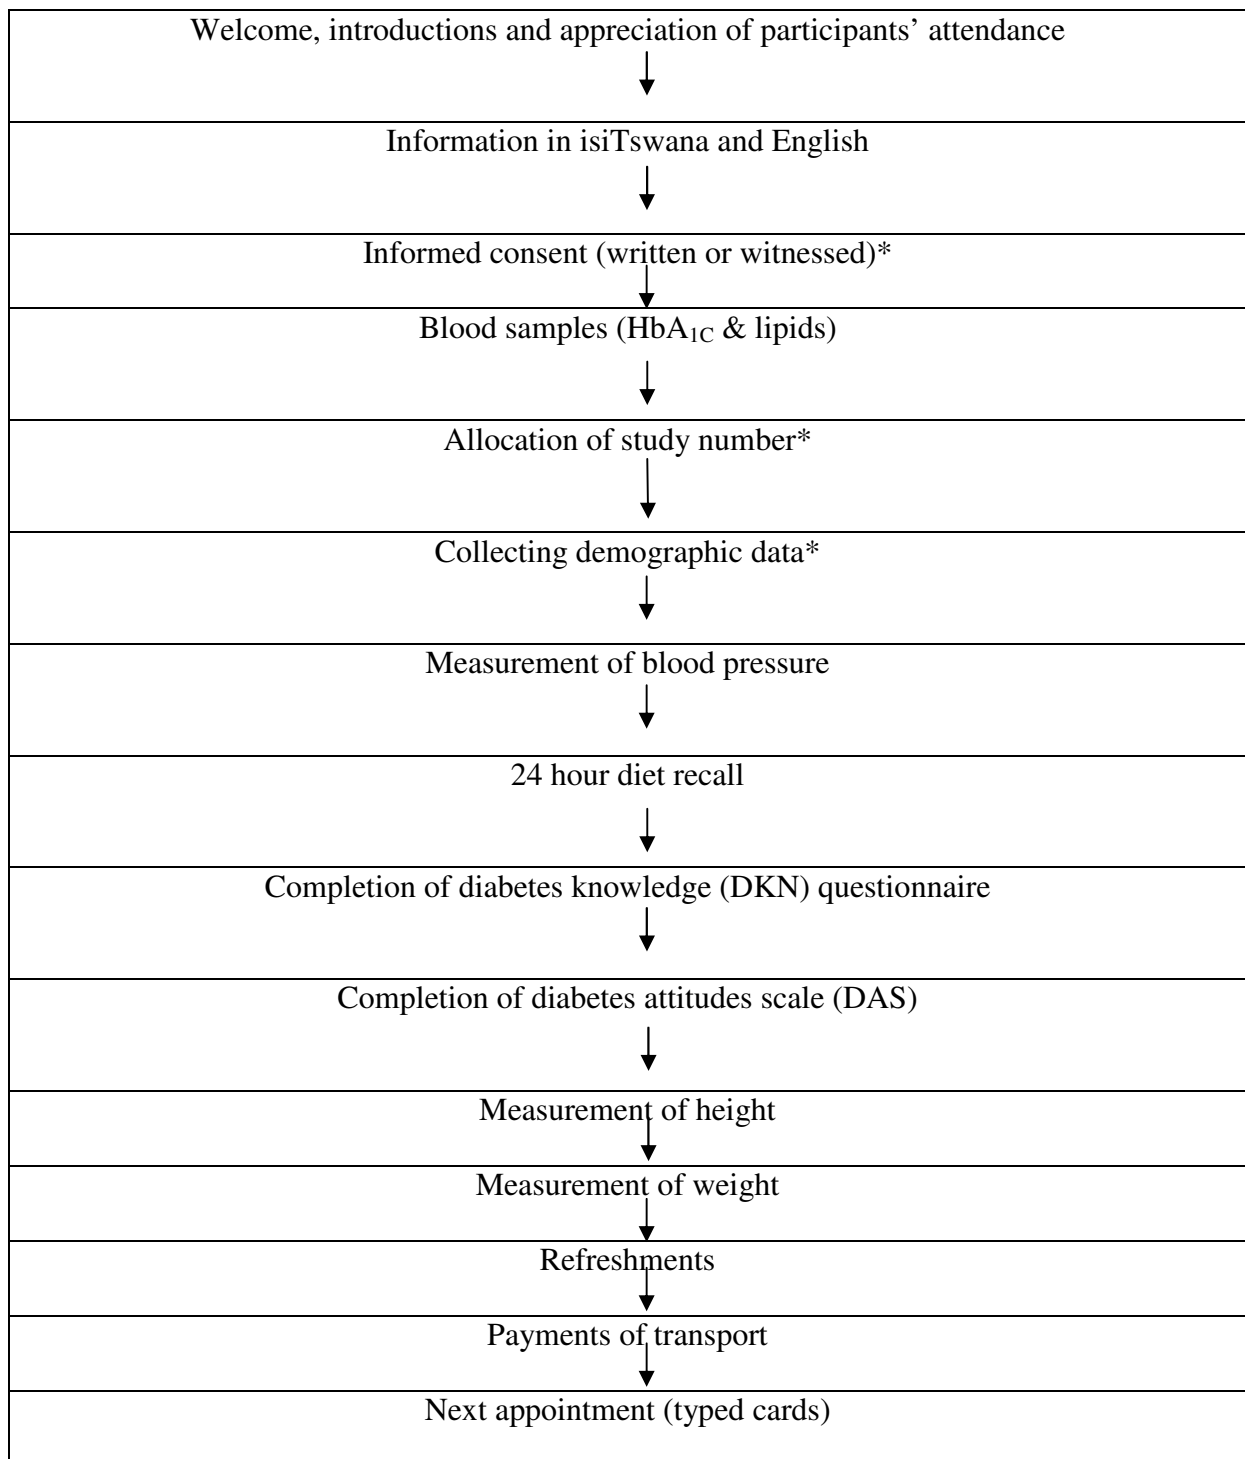 Welcome, introductions and appreciation of participants’ attendance
Information in isiTswana and English
Informed consent (written or witnessed)*
Blood samples (HbA1C & lipids)
Allocation of study number*
Collecting demographic data*
Measurement of blood pressure
24 hour diet recall
Completion of diabetes knowledge (DKN) questionnaire
Completion of diabetes attitudes scale (DAS)
Measurement of height
Measurement of weight
Refreshments
Payments of transport
Next appointment (typed cards)